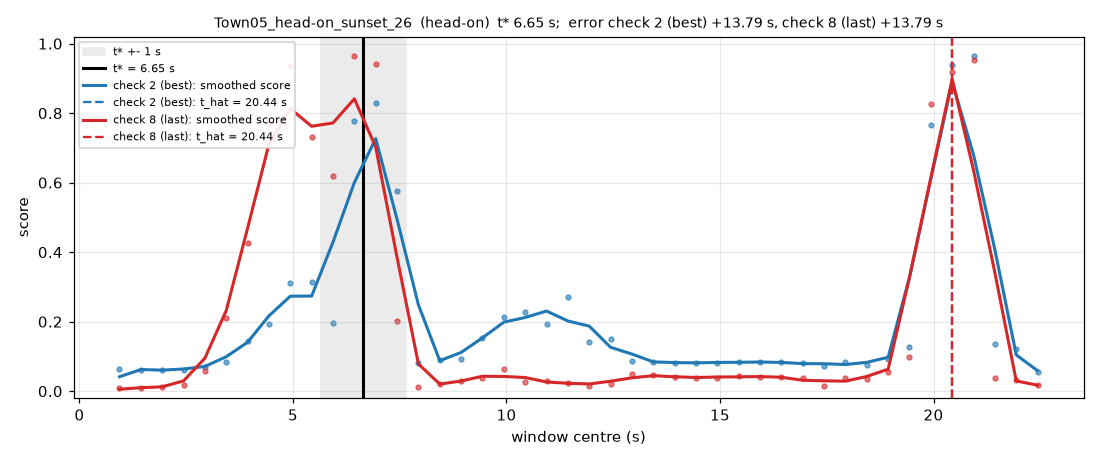 Town05_head-on_sunset_26  (head-on)  t* 6.65 s;  error check 2 (best) +13.79 s, check 8 (last) +13.79 s
t* +- 1 s
t* = 6.65 s
check 2 (best): smoothed score
check 2 (best): t_hat = 20.44 s
check 8 (last): smoothed score
check 8 (last): t_hat = 20.44 s
1.0
0.8
0.6
0.4
0.2
0.0
score
0 5 10 15 20
window centre (s)